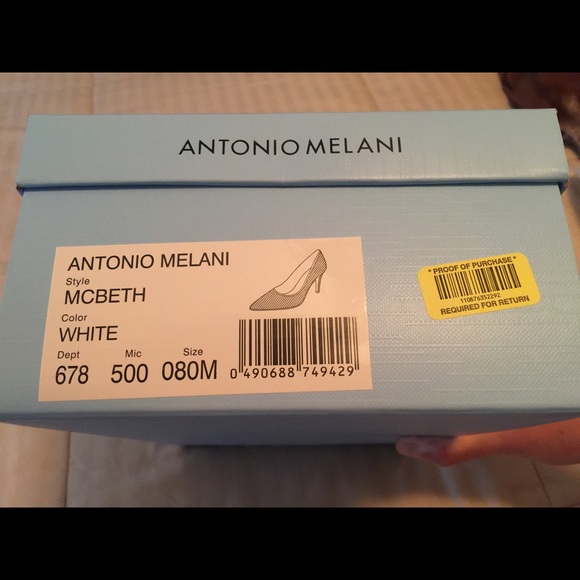 ANTONIO MELANI
ANTONIO MELANI
Style
MCBETH
Color
WHITE
Dept Mic Size
678 500 080M
0 490688 749429
* PROOF OF PURCHASE *
110876352292
REQUIRED FOR RETURN